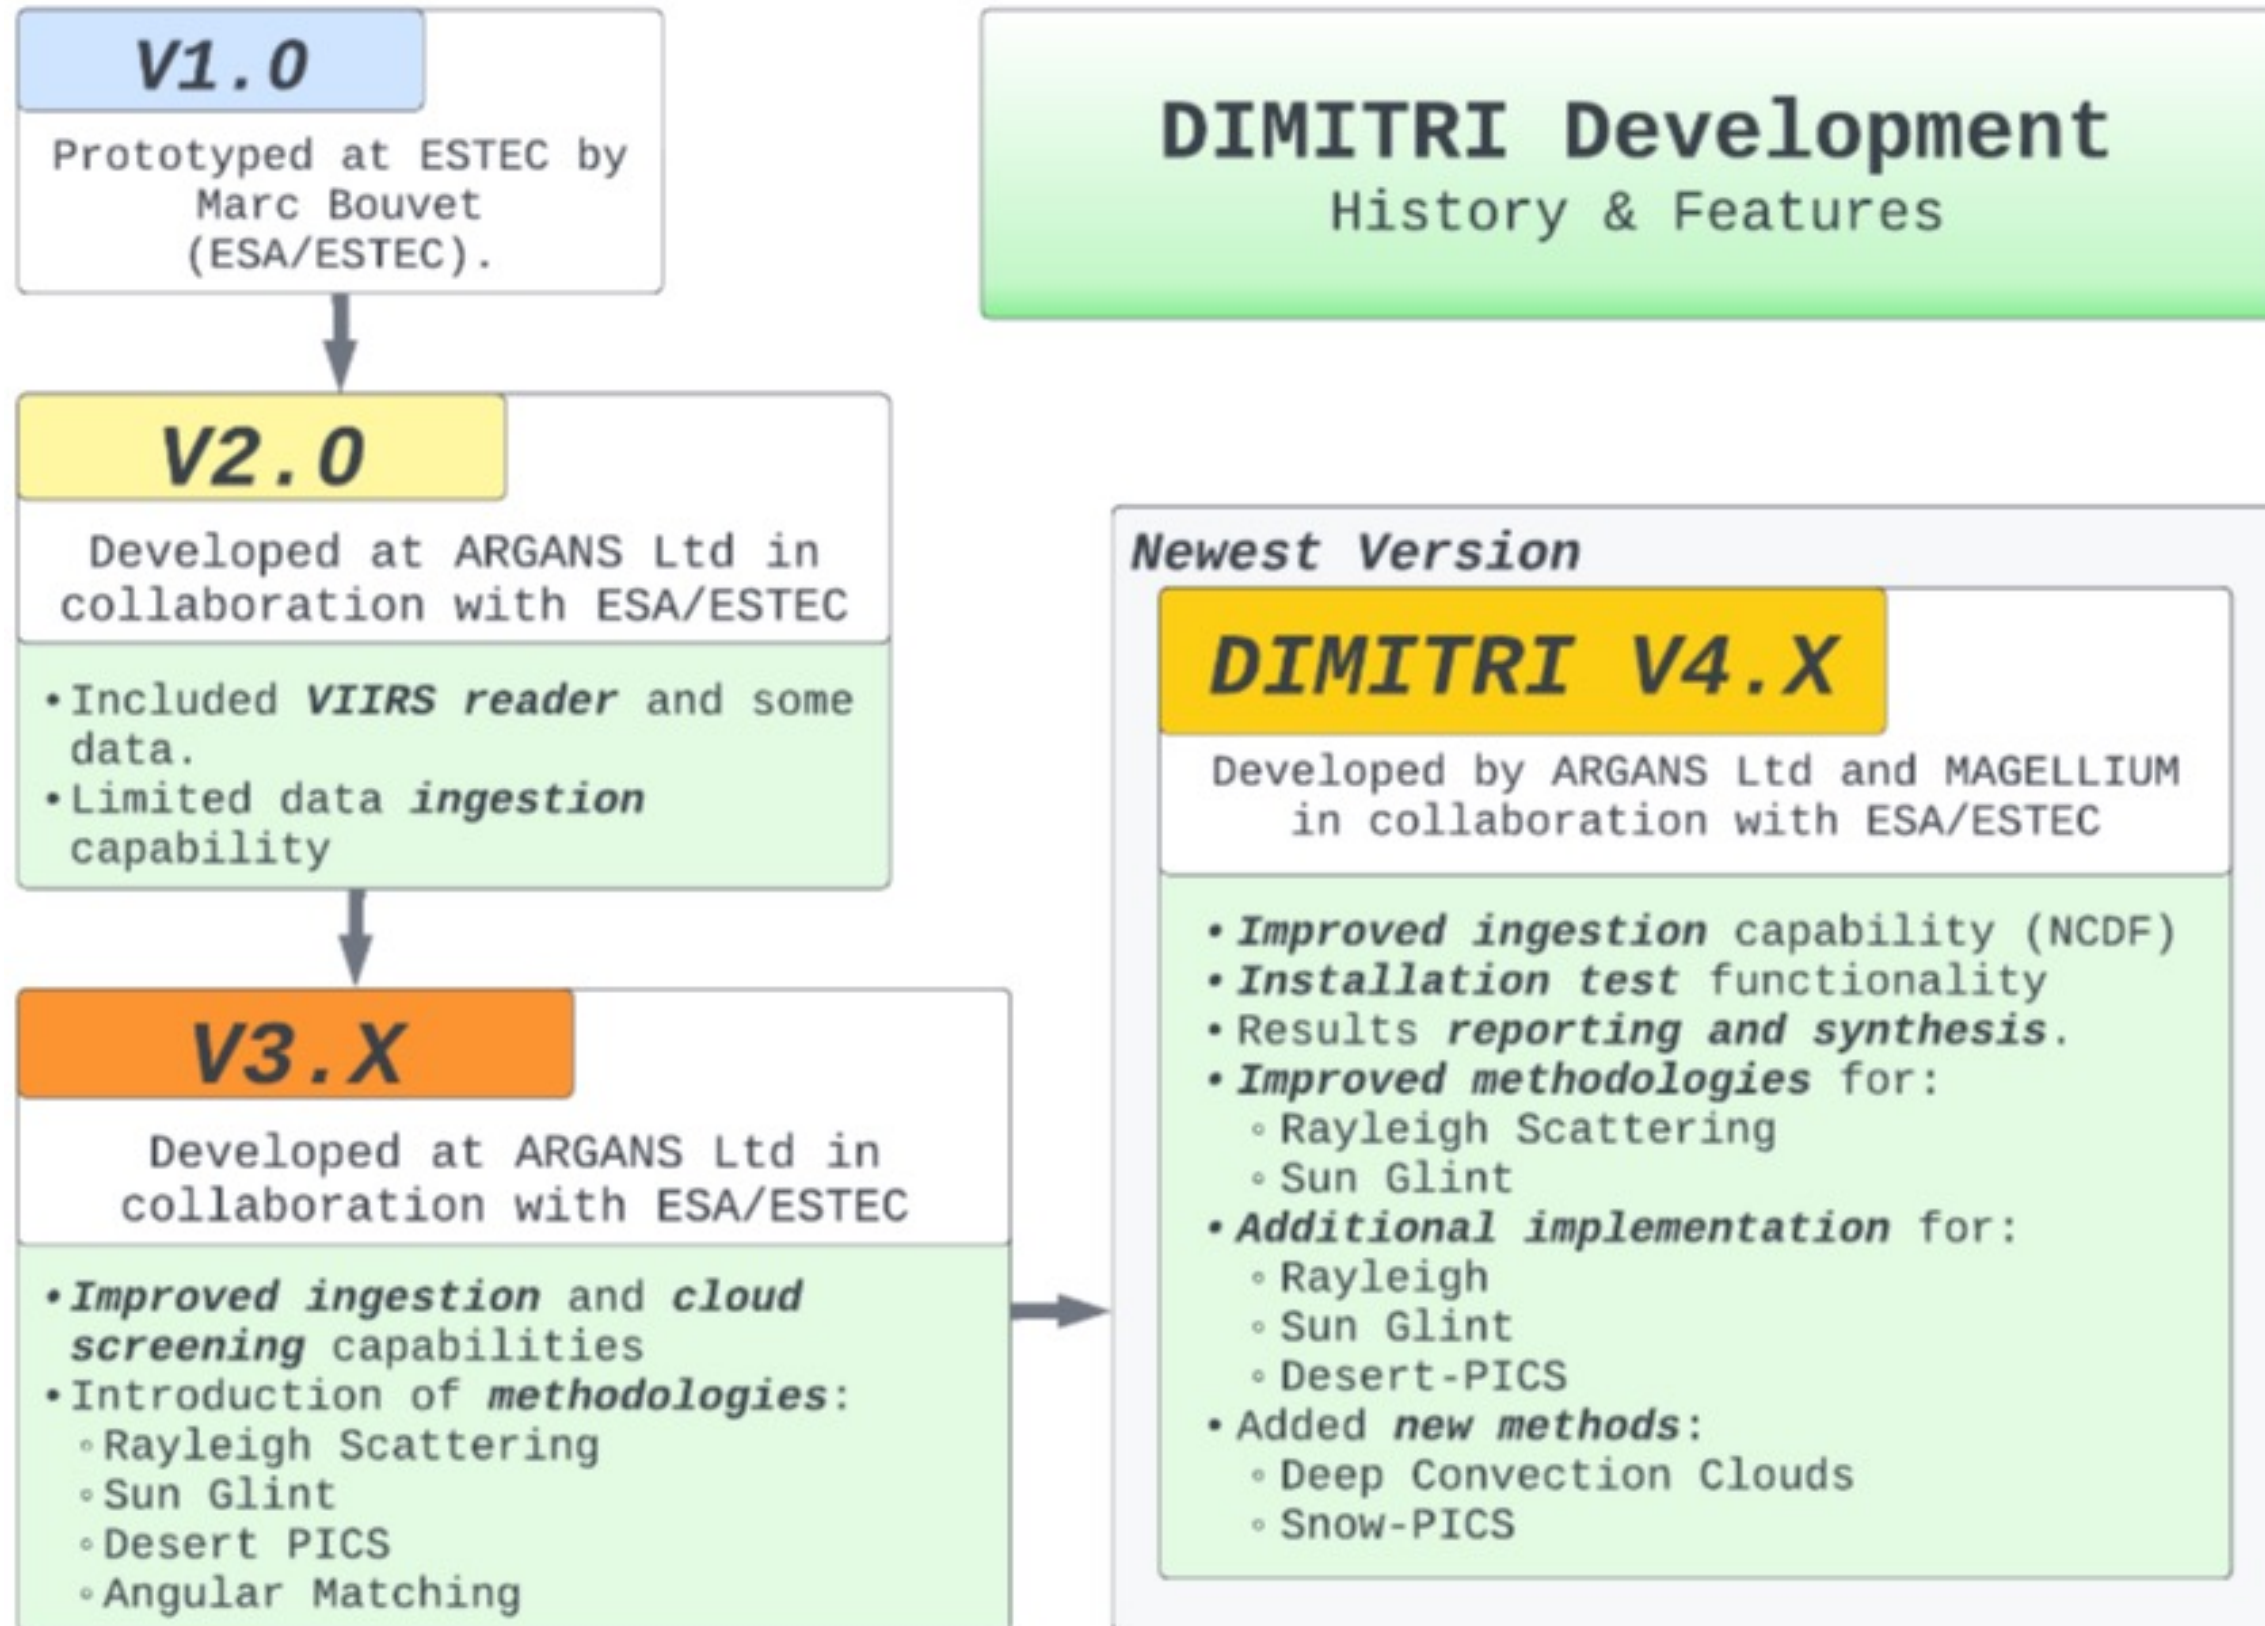 V1.0
Prototyped at ESTEC by
Marc Bouvet
(ESA/ESTEC).
DIMITRI Development
History & Features
V2.0
Developed at ARGANS Ltd in
collaboration with ESA/ESTEC
•Included VIIRS reader and some
data.
•Limited data ingestion
capability
V3.X
Developed at ARGANS Ltd in
collaboration with ESA/ESTEC
•Improved ingestion and cloud
screening capabilities
•Introduction of methodologies:
◦Rayleigh Scattering
◦Sun Glint
◦Desert PICS
◦Angular Matching
Newest Version
DIMITRI V4.X
Developed by ARGANS Ltd and MAGELLIUM
in collaboration with ESA/ESTEC
•Improved ingestion capability (NCDF)
•Installation test functionality
•Results reporting and synthesis.
•Improved methodologies for:
◦Rayleigh Scattering
◦Sun Glint
•Additional implementation for:
◦Rayleigh
◦Sun Glint
◦Desert-PICS
•Added new methods:
◦Deep Convection Clouds
◦Snow-PICS